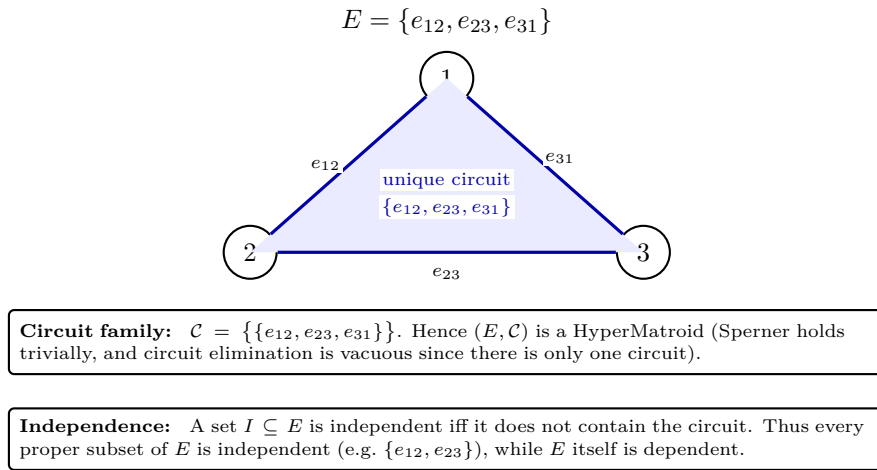 E = {e₁₂, e₂₃, e₃₁}
1
e₁₂
e₃₁
unique circuit
{e₁₂, e₂₃, e₃₁}
2
3
e₂₃
Circuit family: 𝒞 = {{e₁₂, e₂₃, e₃₁}}. Hence (E, 𝒞) is a HyperMatroid (Sperner holds
trivially, and circuit elimination is vacuous since there is only one circuit).
Independence: A set I ⊆ E is independent iff it does not contain the circuit. Thus every
proper subset of E is independent (e.g. {e₁₂, e₂₃}), while E itself is dependent.